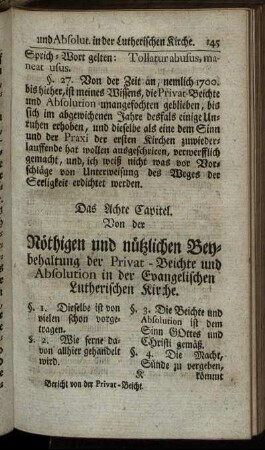 und Absolut. in der Lutherischen Kirche. 145
Sprich-Wort gelten: Tollatur abusus, ma-
neat usus.
§. 27. Von der Zeit an, nemlich 1700.
bis hieher, ist meines Wissens, die Privat-Beichte
und Absolution unangefochten geblieben, bis
sich im abgewichenen Jahre desfals einige Un-
ruhen erhoben, und dieselbe als eine dem Sinn
und der Praxi der ersten Kirchen zuwieder-
lauffende hat wollen ausgeschrien, verwerfflich
gemacht, und, ich weiß nicht was vor Vor-
schläge von Unterweisung des Weges der
Seeligkeit erdichtet werden.
Das Achte Capitel.
Von der
Nöthigen und nützlichen Bey-
behaltung der Privat-Beichte und
Absolution in der Evangelischen
Lutherischen Kirche.
§. 1. Dieselbe ist von
vielen schon vorge-
tragen.
§. 2. Wie ferne da-
von allhier gehandelt
wird.
§. 3. Die Beichte und
Absolution ist dem
Sinn GOttes und
Christi gemäß.
§. 4. Die Macht,
Sünde zu vergeben,
K kömmt
Bericht von der Privat-Beicht.